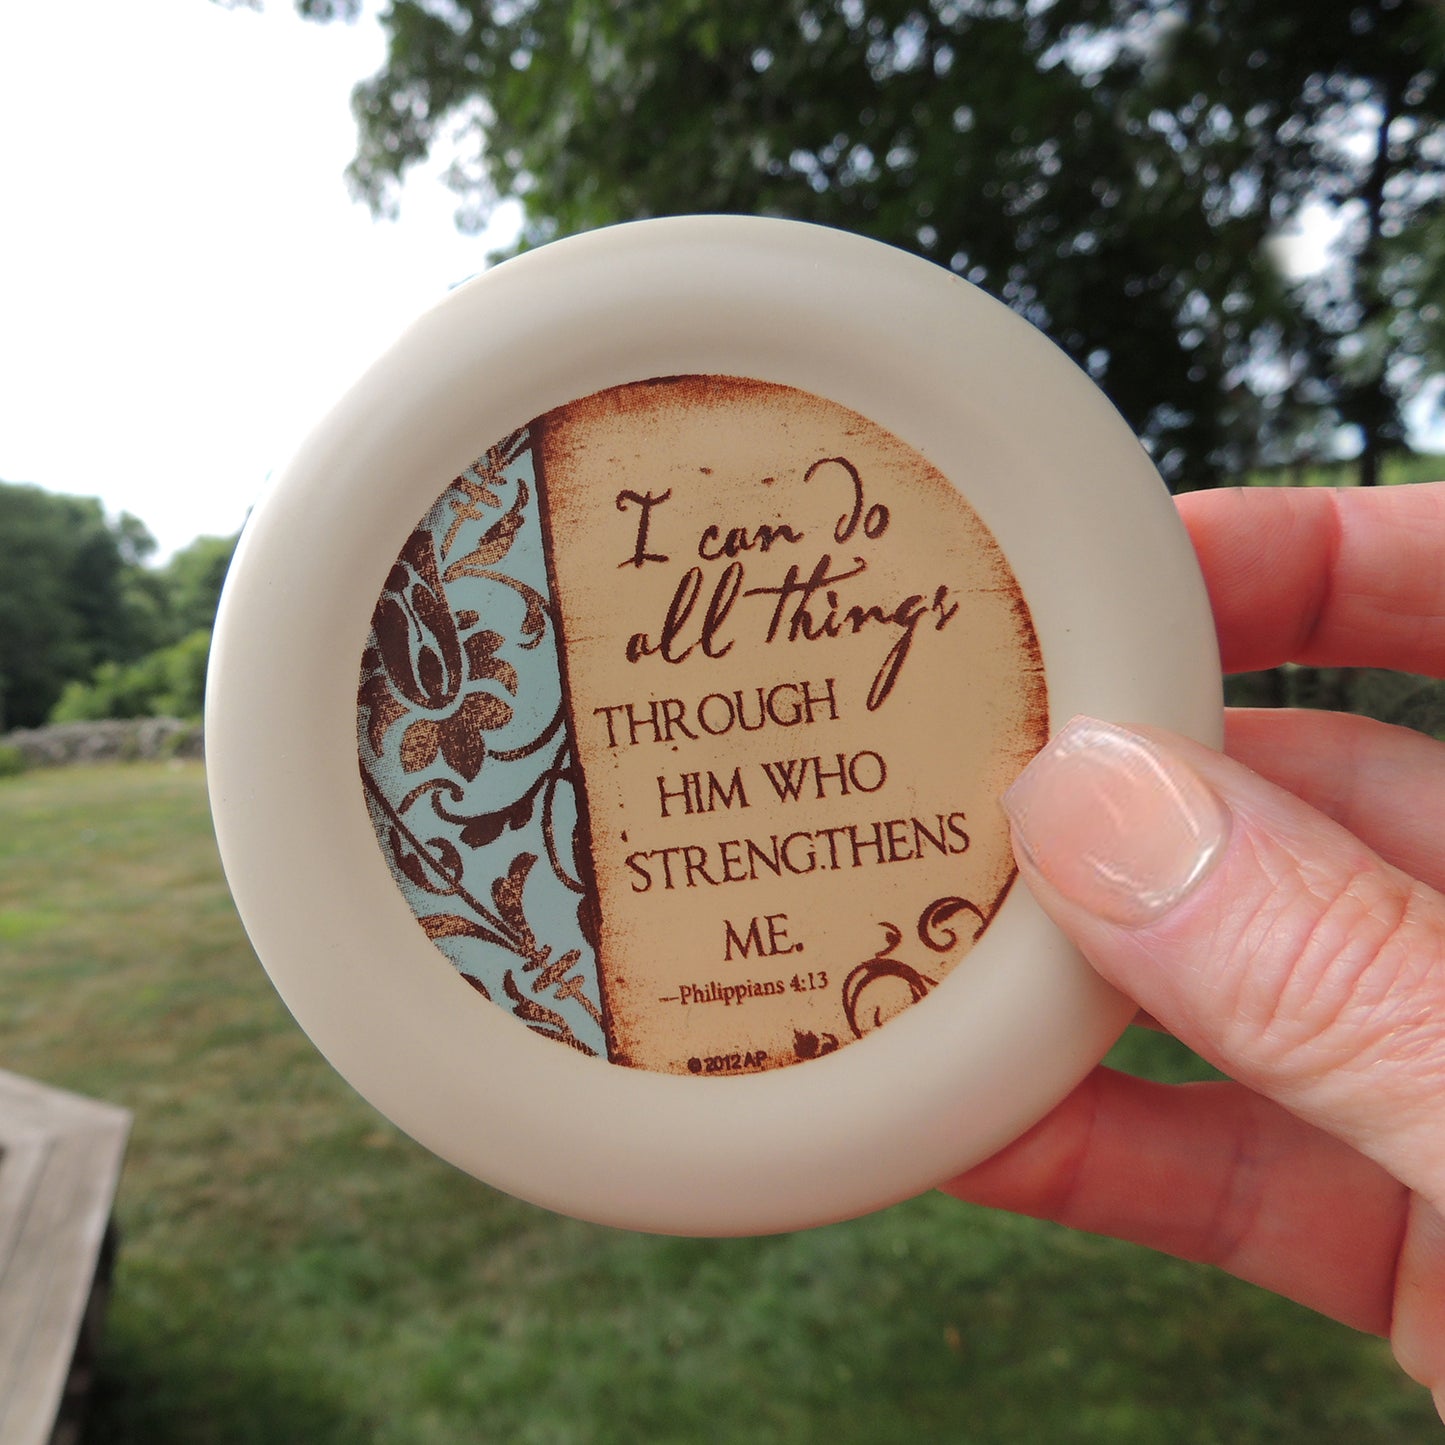 I can do
all things
THROUGH
HIM WHO
STRENGTHENS
ME.
—Philippians 4:13
© 2012 AP